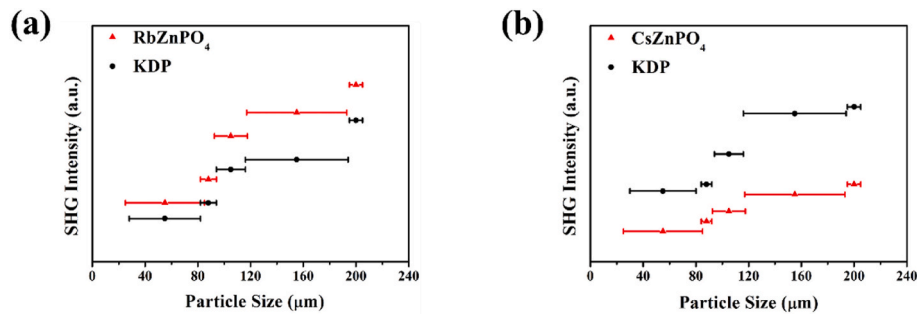 (a)
RbZnPO₄
KDP
SHG Intensity (a.u.)
0 40 80 120 160 200 240
Particle Size (μm)
(b)
CsZnPO₄
KDP
SHG Intensity (a.u.)
0 40 80 120 160 200 240
Particle Size (μm)